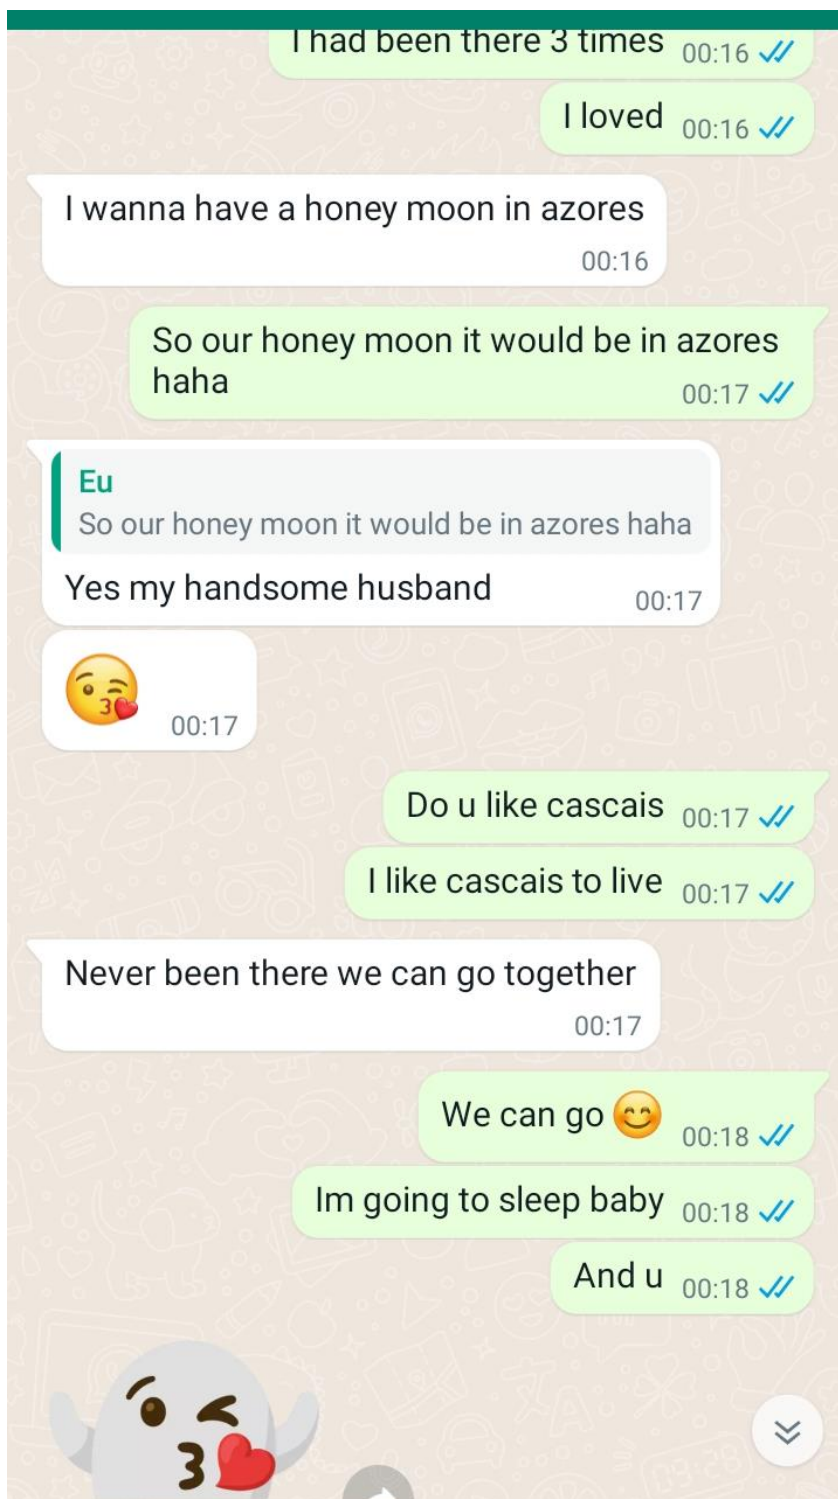 I had been there 3 times 00:16
I loved 00:16
I wanna have a honey moon in azores
00:16
So our honey moon it would be in azores
haha 00:17
Eu
So our honey moon it would be in azores haha
Yes my handsome husband 00:17
00:17
Do u like cascais 00:17
I like cascais to live 00:17
Never been there we can go together
00:17
We can go 😊 00:18
Im going to sleep baby 00:18
And u 00:18